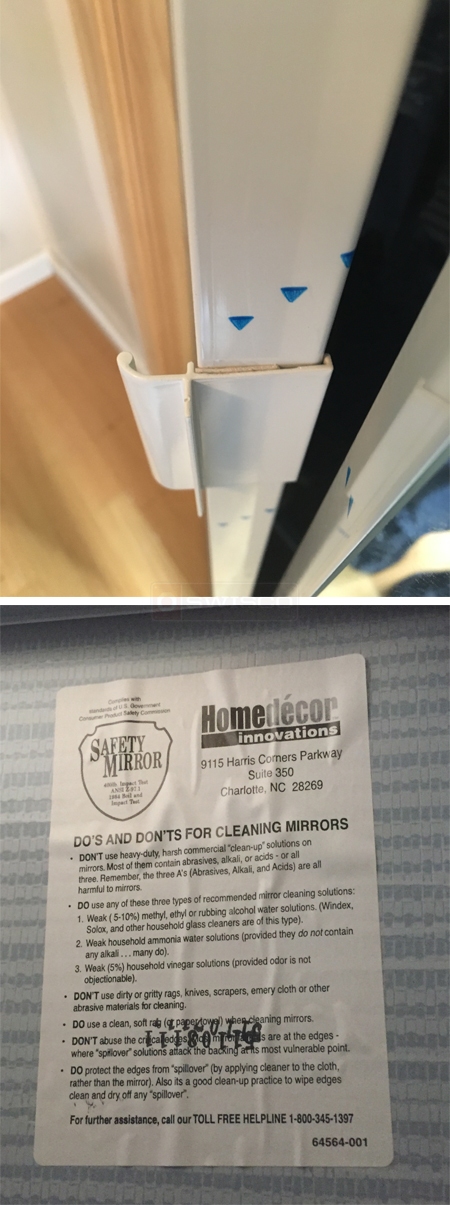 Complies with
standards of U.S. Government
Consumer Product Safety Commission
SAFETY
MIRROR
Impact Test
ANSI Z 97.1
1984 Boil and
Impact Test
Homedécor
innovations
9115 Harris Corners Parkway
Suite 350
Charlotte, NC 28269
DO'S AND DON'TS FOR CLEANING MIRRORS
• DON'T use heavy-duty, harsh commercial "clean-up" solutions on
mirrors. Most of them contain abrasives, alkali, or acids - or all
three. Remember, the three A's (Abrasives, Alkali, and Acids) are all
harmful to mirrors.
• DO use any of these three types of recommended mirror cleaning solutions:
1. Weak ( 5-10%) methyl, ethyl or rubbing alcohol water solutions. (Windex,
Solox, and other household glass cleaners are of this type).
2. Weak household ammonia water solutions (provided they do not contain
any alkali . . . many do).
3. Weak (5%) household vinegar solutions (provided odor is not
objectionable).
• DON'T use dirty or gritty rags, knives, scrapers, emery cloth or other
abrasive materials for cleaning.
• DO use a clean, soft rag (or paper towel) when cleaning mirrors.
• DON'T abuse the critical edges. Most mirror are at the edges -
where "spillover" solutions attack the backing at its most vulnerable point.
• DO protect the edges from "spillover" (by applying cleaner to the cloth,
rather than the mirror). Also its a good clean-up practice to wipe edges
clean and dry off any "spillover".
For further assistance, call our TOLL FREE HELPLINE 1-800-345-1397
64564-001